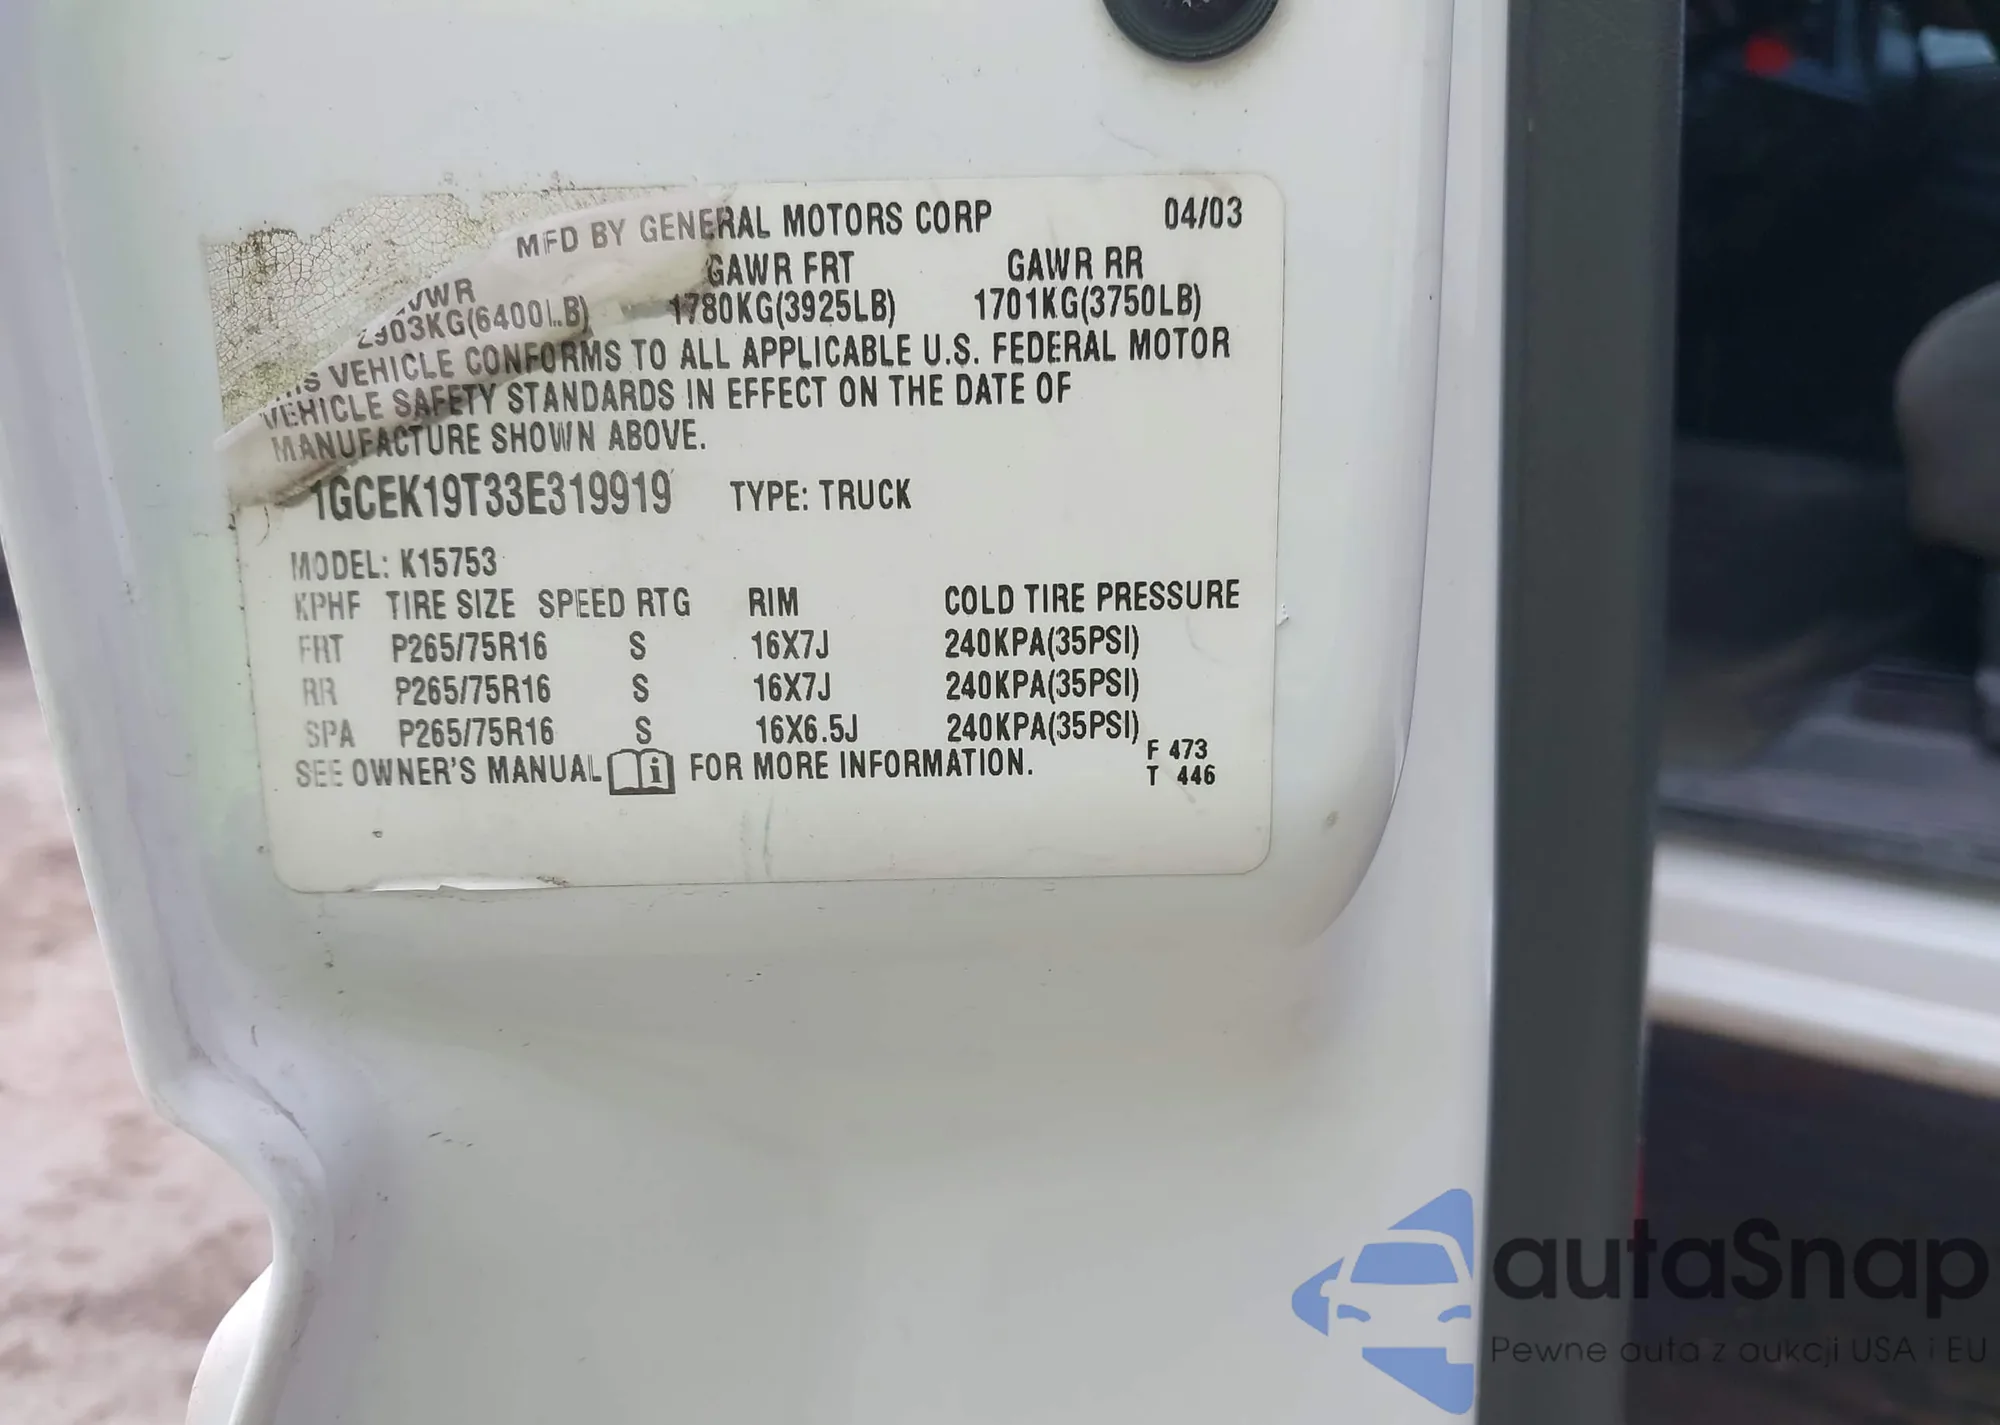 MFD BY GENERAL MOTORS CORP 04/03
VWR GAWR FRT GAWR RR
2903KG(6400LB) 1780KG(3925LB) 1701KG(3750LB)
IS VEHICLE CONFORMS TO ALL APPLICABLE U.S. FEDERAL MOTOR
VEHICLE SAFETY STANDARDS IN EFFECT ON THE DATE OF
MANUFACTURE SHOWN ABOVE.
1GCEK19T33E319919 TYPE: TRUCK
MODEL: K15753
KPHF TIRE SIZE SPEED RTG RIM COLD TIRE PRESSURE
FRT P265/75R16 S 16X7J 240KPA(35PSI)
RR P265/75R16 S 16X7J 240KPA(35PSI)
SPA P265/75R16 S 16X6.5J 240KPA(35PSI)
SEE OWNER'S MANUAL i FOR MORE INFORMATION.
F 473
T 446
autaSnap
Pewne auta z aukcji USA i EU